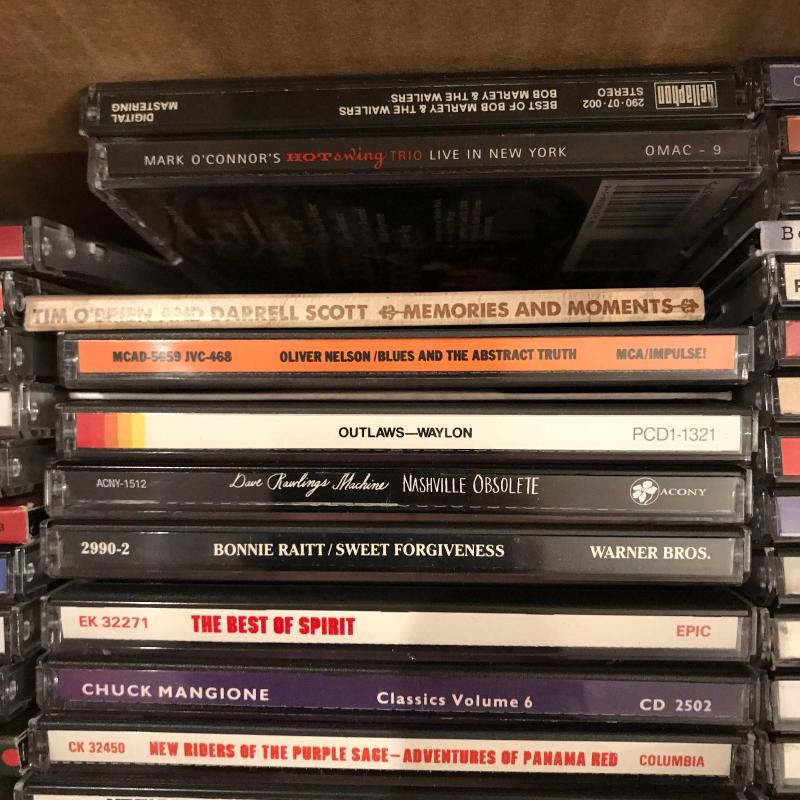 DIGITAL MASTERING
BEST OF BOB MARLEY & THE WAILERS
BOB MARLEY & THE WAILERS
290·07·002
STEREO
bellaphon
MARK O'CONNOR'S HOT swing TRIO LIVE IN NEW YORK OMAC - 9
TIM O'BRIEN AND DARRELL SCOTT MEMORIES AND MOMENTS
MCAD-5659 JVC-468 OLIVER NELSON/BLUES AND THE ABSTRACT TRUTH MCA/IMPULSE!
OUTLAWS—WAYLON PCD1-1321
ACNY-1512 Dave Rawlings Machine NASHVILLE OBSOLETE ACONY
2990-2 BONNIE RAITT / SWEET FORGIVENESS WARNER BROS.
EK 32271 THE BEST OF SPIRIT EPIC
CHUCK MANGIONE Classics Volume 6 CD 2502
CK 32450 NEW RIDERS OF THE PURPLE SAGE—ADVENTURES OF PANAMA RED COLUMBIA